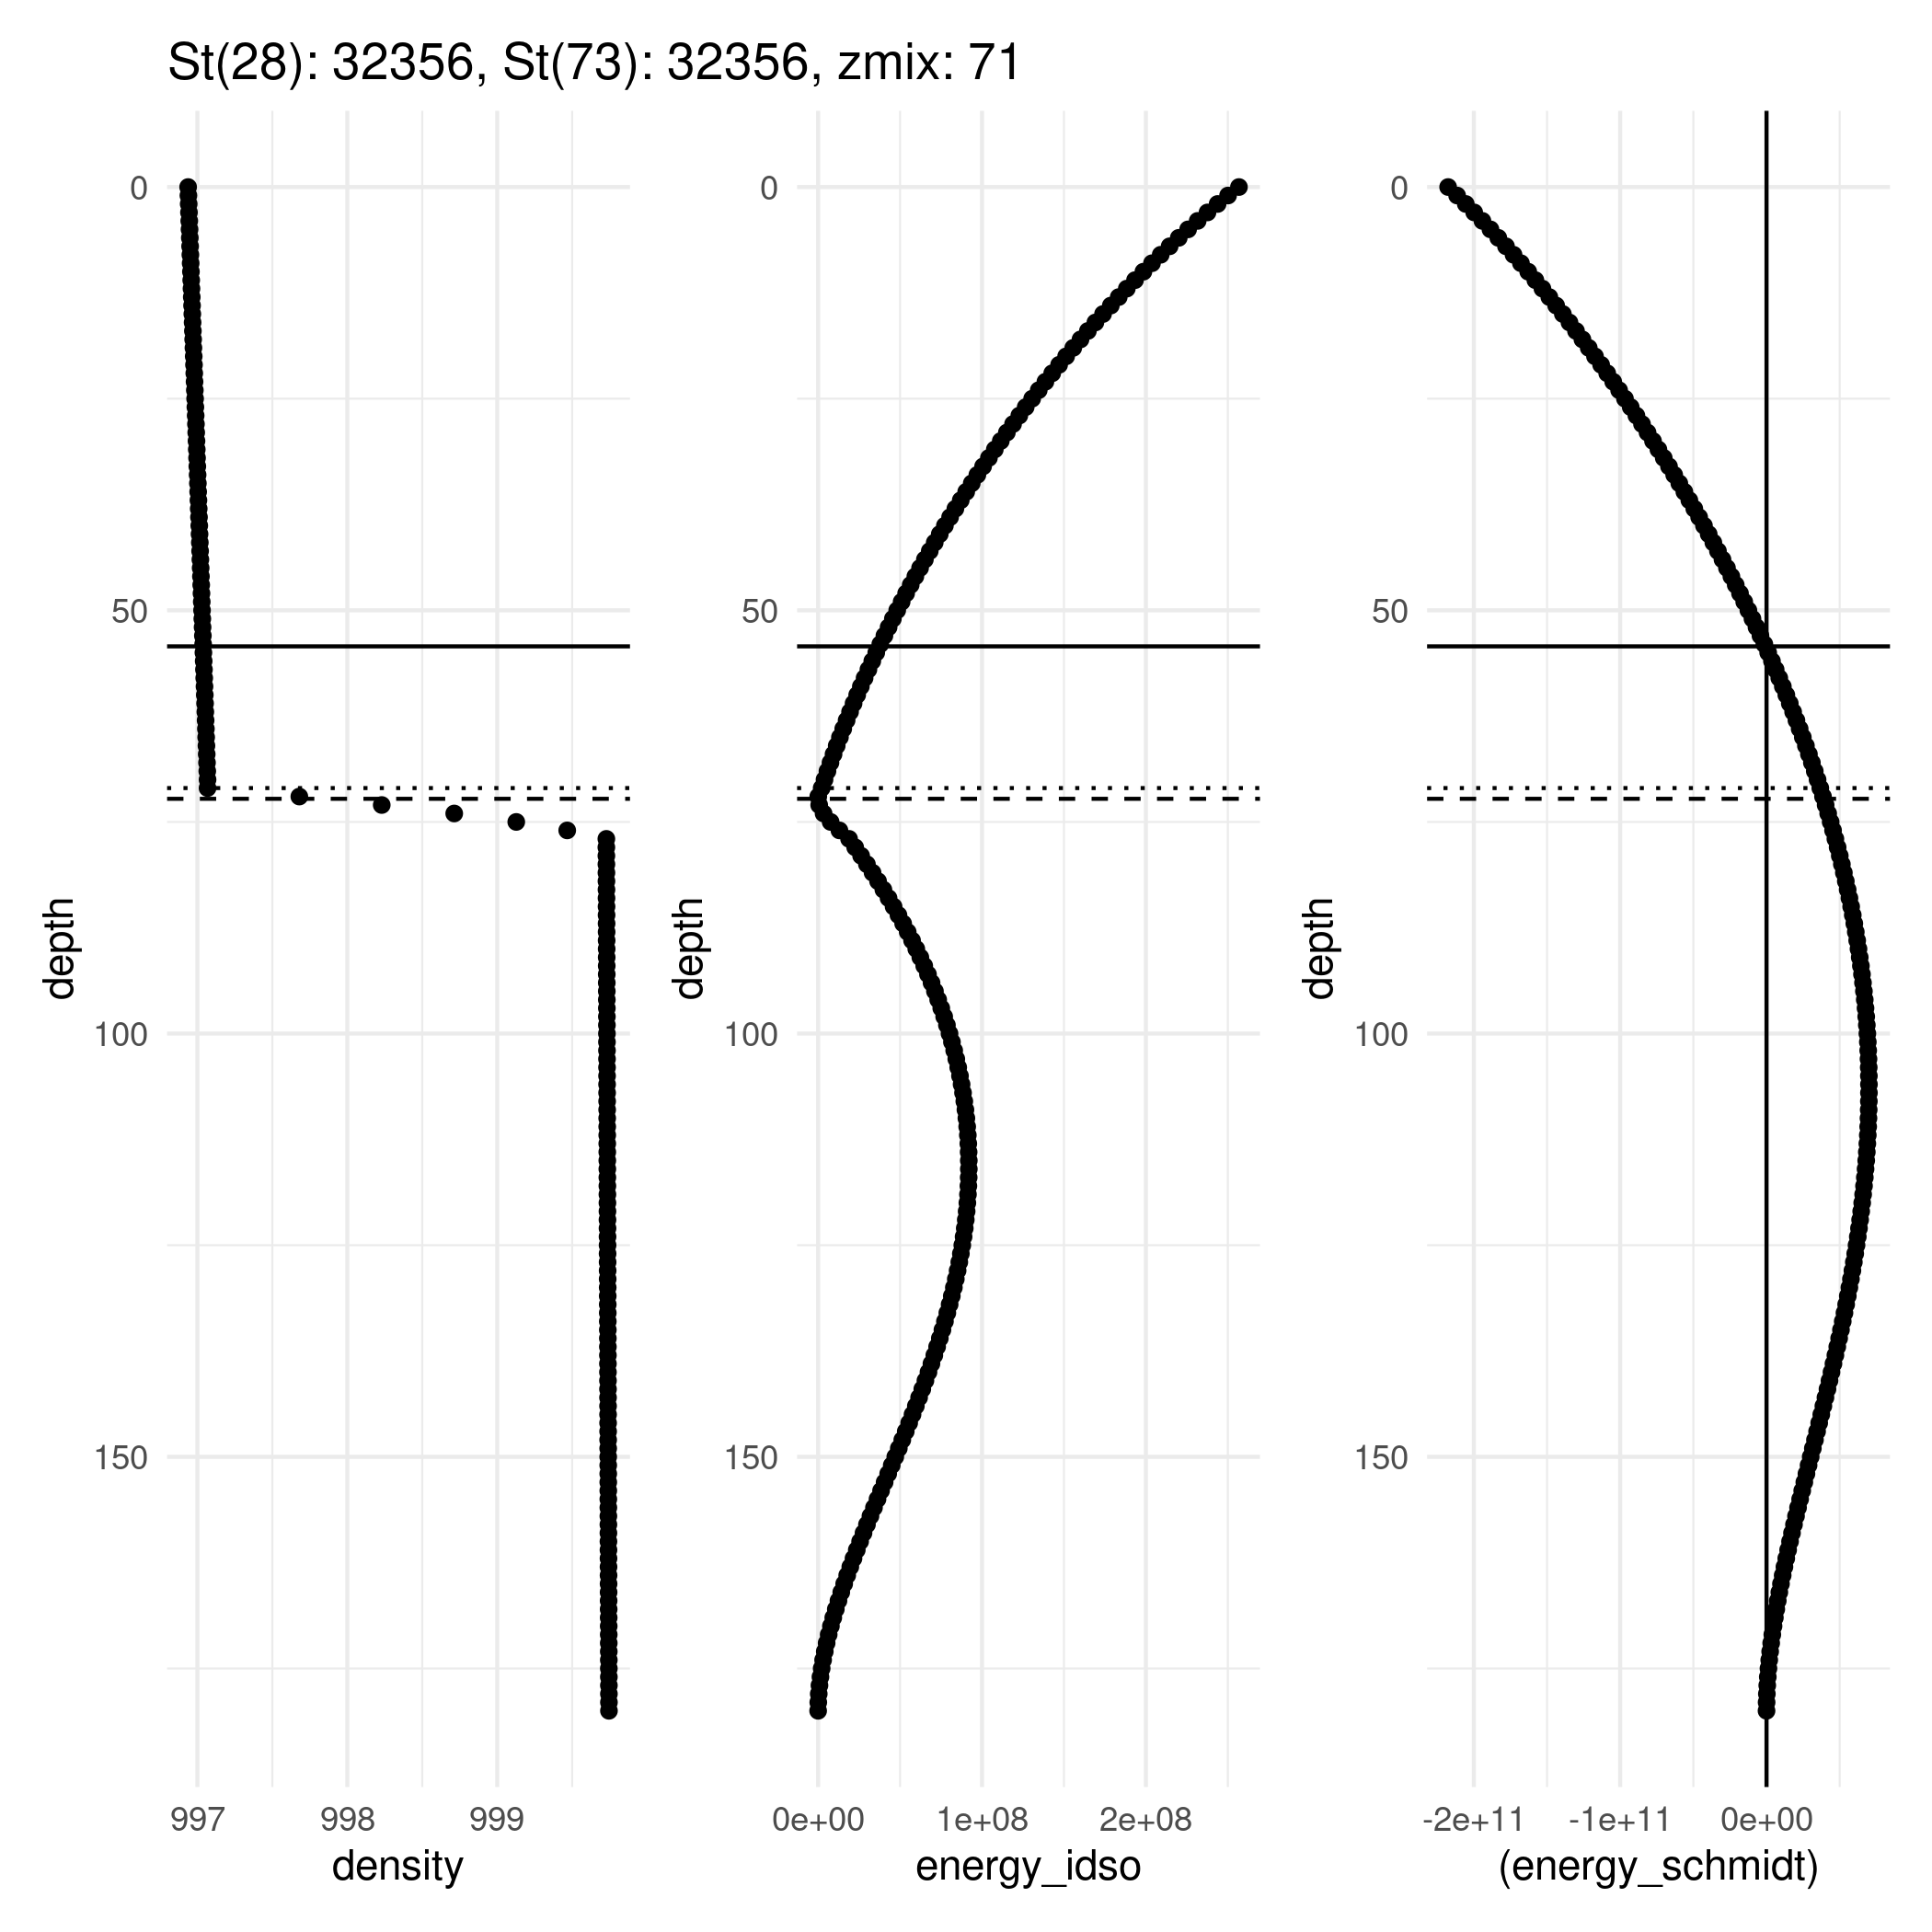 St(28): 32356, St(73): 32356, zmix: 71
0
50
100
150
depth
997 998 999
density
0
50
100
150
depth
0e+00 1e+08 2e+08
energy_idso
0
50
100
150
depth
-2e+11 -1e+11 0e+00
(energy_schmidt)